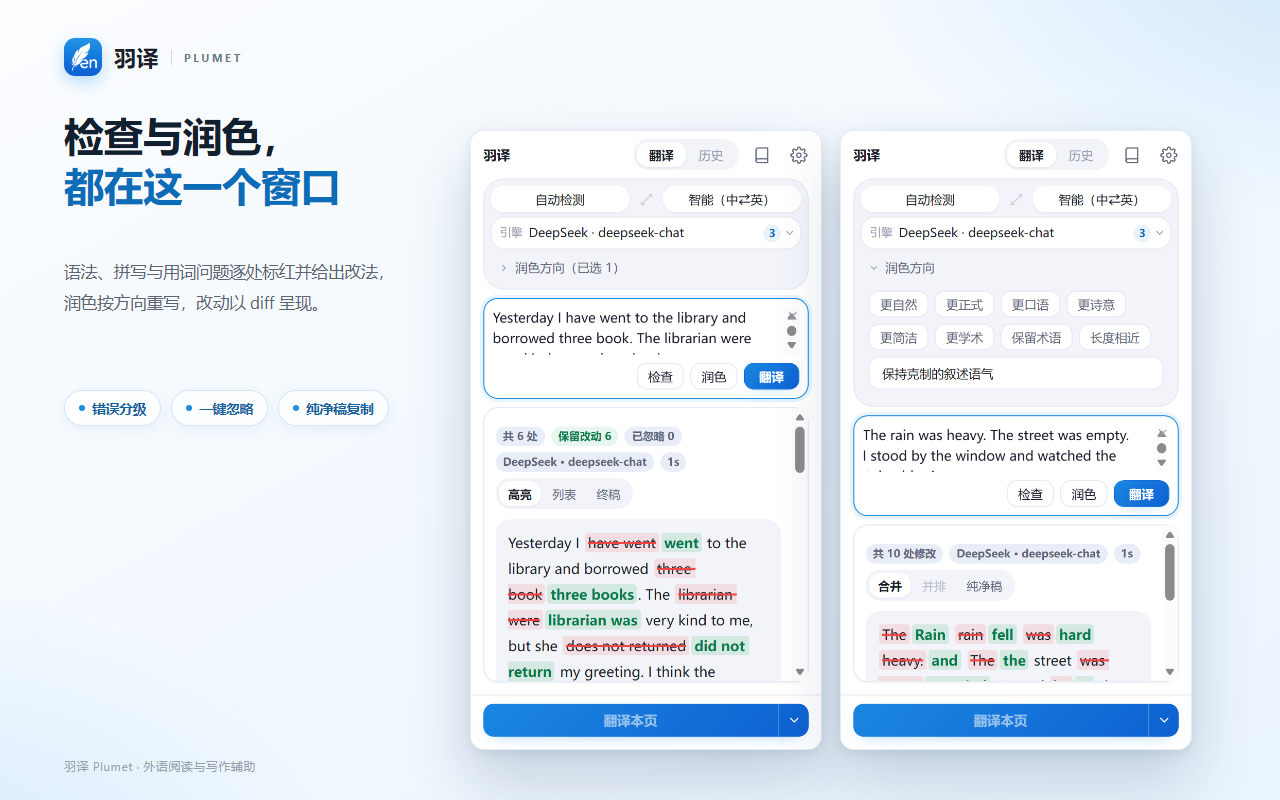 en
羽译
PLUMET
检查与润色，
都在这一个窗口
语法、拼写与用词问题逐处标红并给出改法，
润色按方向重写，改动以 diff 呈现。
错误分级
一键忽略
纯净稿复制
羽译 Plumet · 外语阅读与写作辅助
羽译
翻译
历史
自动检测
智能（中⇄英）
引擎 DeepSeek · deepseek-chat 3
润色方向（已选 1）
Yesterday I have went to the library and
borrowed three book. The librarian were
检查
润色
翻译
共 6 处
保留改动 6
已忽略 0
DeepSeek • deepseek-chat
1s
高亮
列表
终稿
Yesterday I have went went to the
library and borrowed three
book three books. The librarian
were librarian was very kind to me,
but she does not returned did not
return my greeting. I think the
翻译本页
羽译
翻译
历史
自动检测
智能（中⇄英）
引擎 DeepSeek · deepseek-chat 3
润色方向
更自然
更正式
更口语
更诗意
更简洁
更学术
保留术语
长度相近
保持克制的叙述语气
The rain was heavy. The street was empty.
I stood by the window and watched the
检查
润色
翻译
共 10 处修改
DeepSeek • deepseek-chat
1s
合并
并排
纯净稿
The Rain rain fell was hard
heavy. and The the street was
翻译本页